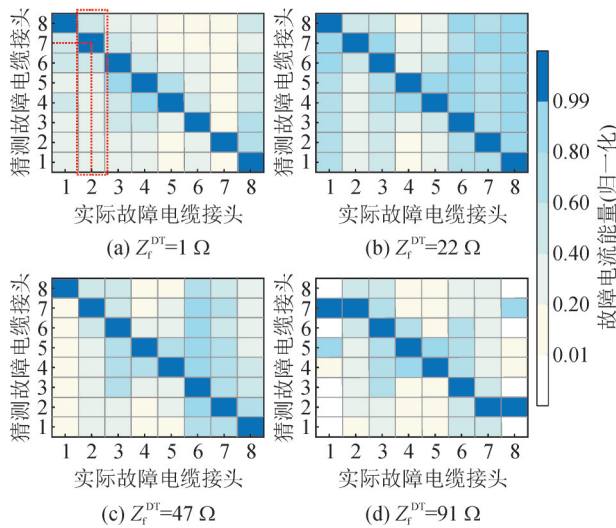 8
7
6
5
4
3
2
1
猜测故障电缆接头
1 2 3 4 5 6 7 8
实际故障电缆接头
(a) Z_f^DT=1 Ω
8
7
6
5
4
3
2
1
猜测故障电缆接头
1 2 3 4 5 6 7 8
实际故障电缆接头
(b) Z_f^DT=22 Ω
8
7
6
5
4
3
2
1
猜测故障电缆接头
1 2 3 4 5 6 7 8
实际故障电缆接头
(c) Z_f^DT=47 Ω
8
7
6
5
4
3
2
1
猜测故障电缆接头
1 2 3 4 5 6 7 8
实际故障电缆接头
(d) Z_f^DT=91 Ω
0.99
0.80
0.60
0.40
0.20
0.01
故障电流能量(归一化)